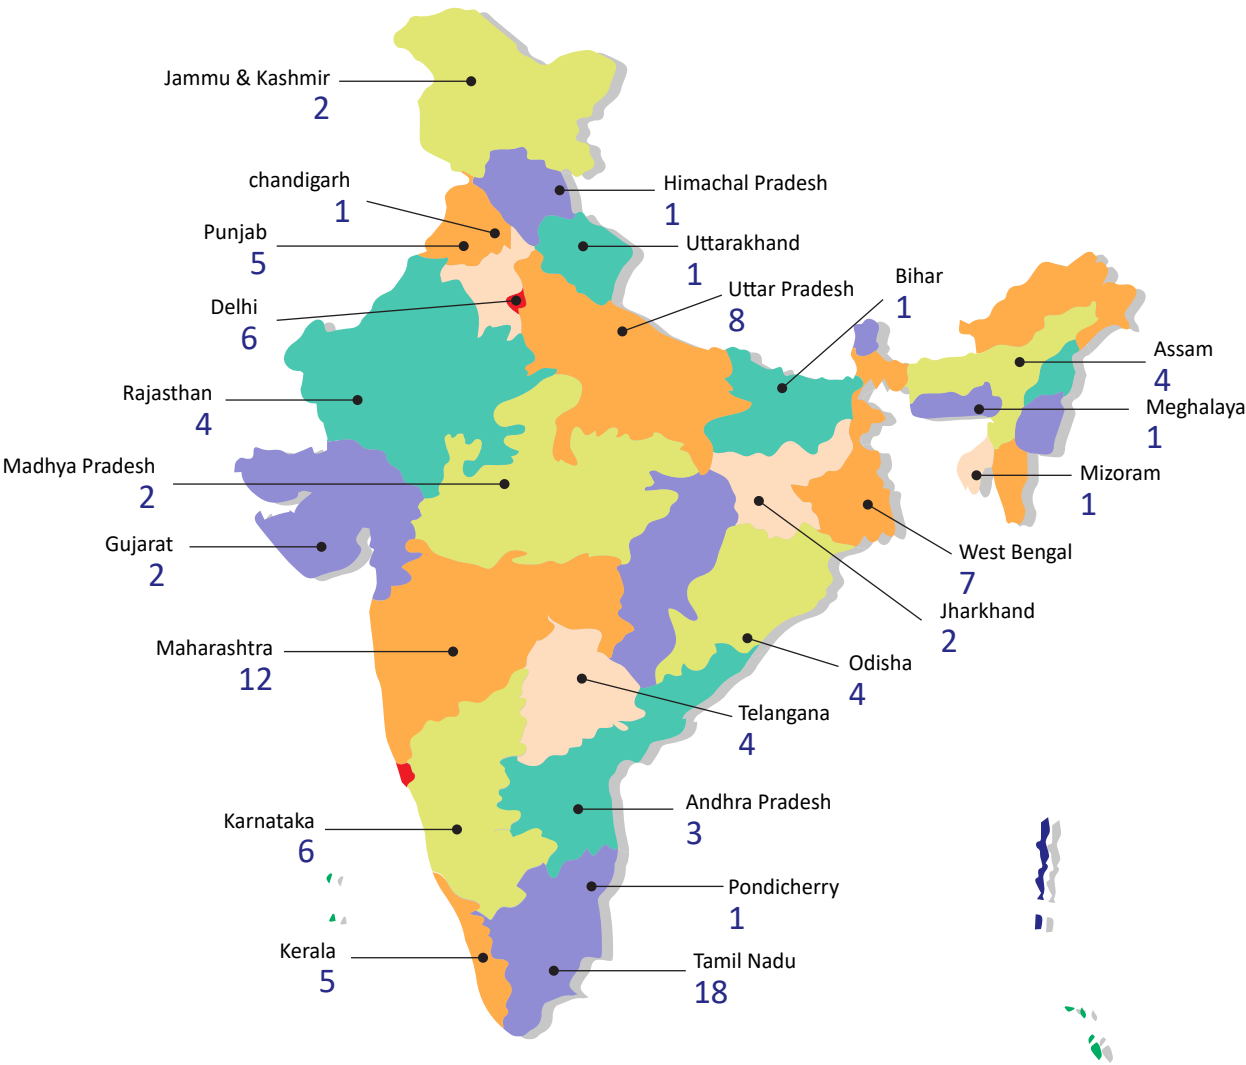 Jammu & Kashmir
2
chandigarh
1
Himachal Pradesh
1
Punjab
5
Uttarakhand
1
Delhi
6
Uttar Pradesh
8
Bihar
1
Assam
4
Rajasthan
4
Meghalaya
1
Madhya Pradesh
2
Mizoram
1
Gujarat
2
West Bengal
7
Jharkhand
2
Maharashtra
12
Odisha
4
Telangana
4
Andhra Pradesh
3
Karnataka
6
Pondicherry
1
Kerala
5
Tamil Nadu
18